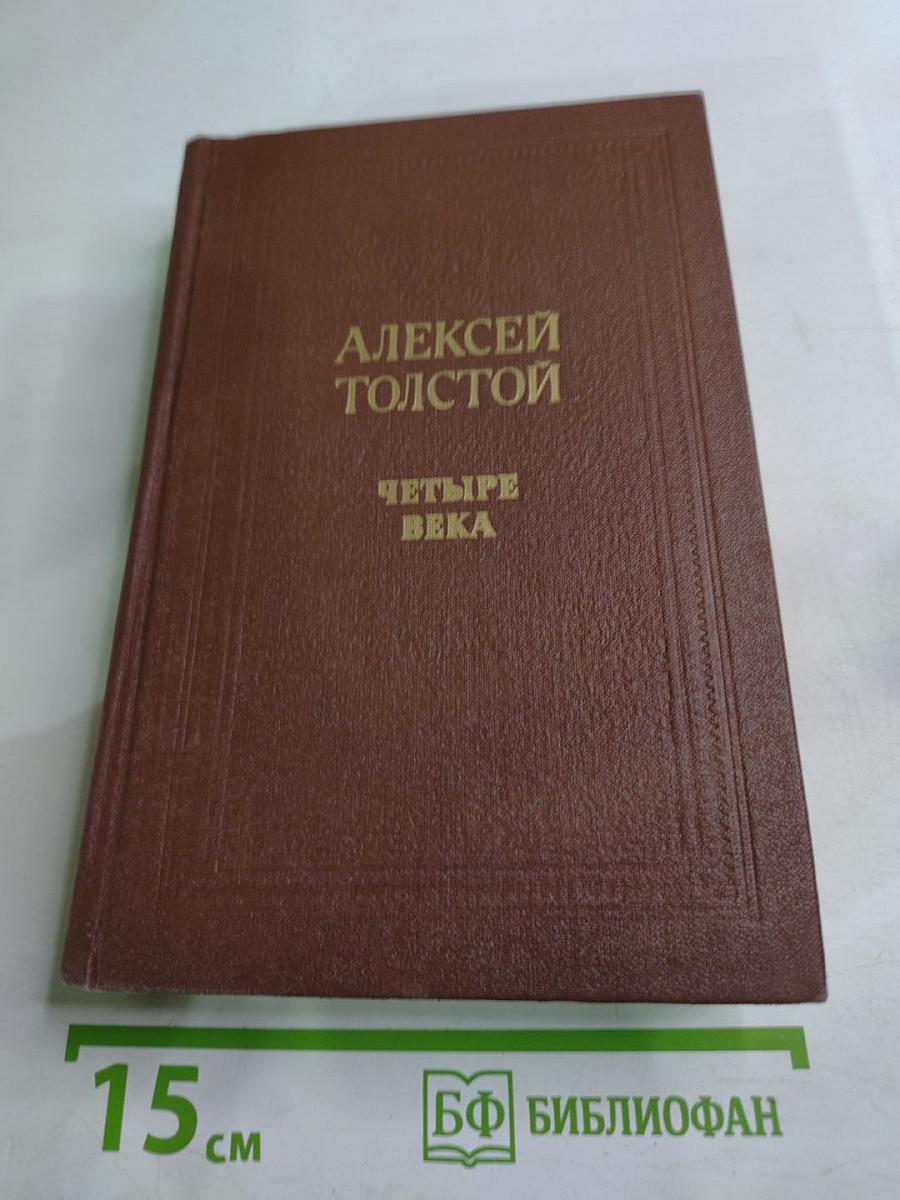 АЛЕКСЕЙ
ТОЛСТОЙ
ЧЕТЫРЕ
ВЕКА
15 см
БФ БИБЛИОФАН